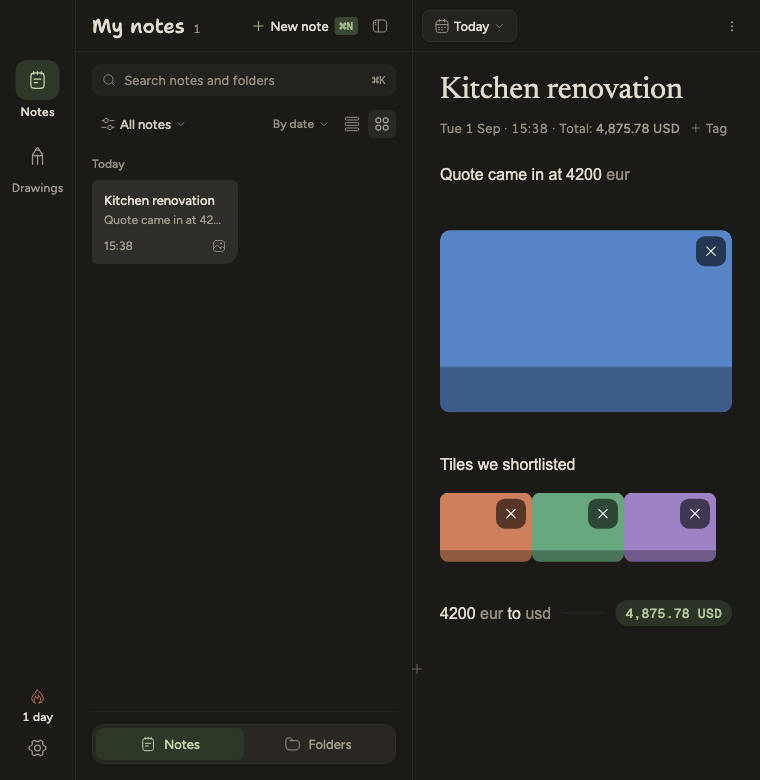 My notes 1
+ New note ⌘N
Today
Search notes and folders ⌘K
Notes
All notes
By date
Drawings
Today
Kitchen renovation
Quote came in at 42...
15:38
1 day
Notes
Folders
Kitchen renovation
Tue 1 Sep · 15:38 · Total: 4,875.78 USD + Tag
Quote came in at 4200 eur
Tiles we shortlisted
4200 eur to usd 4,875.78 USD